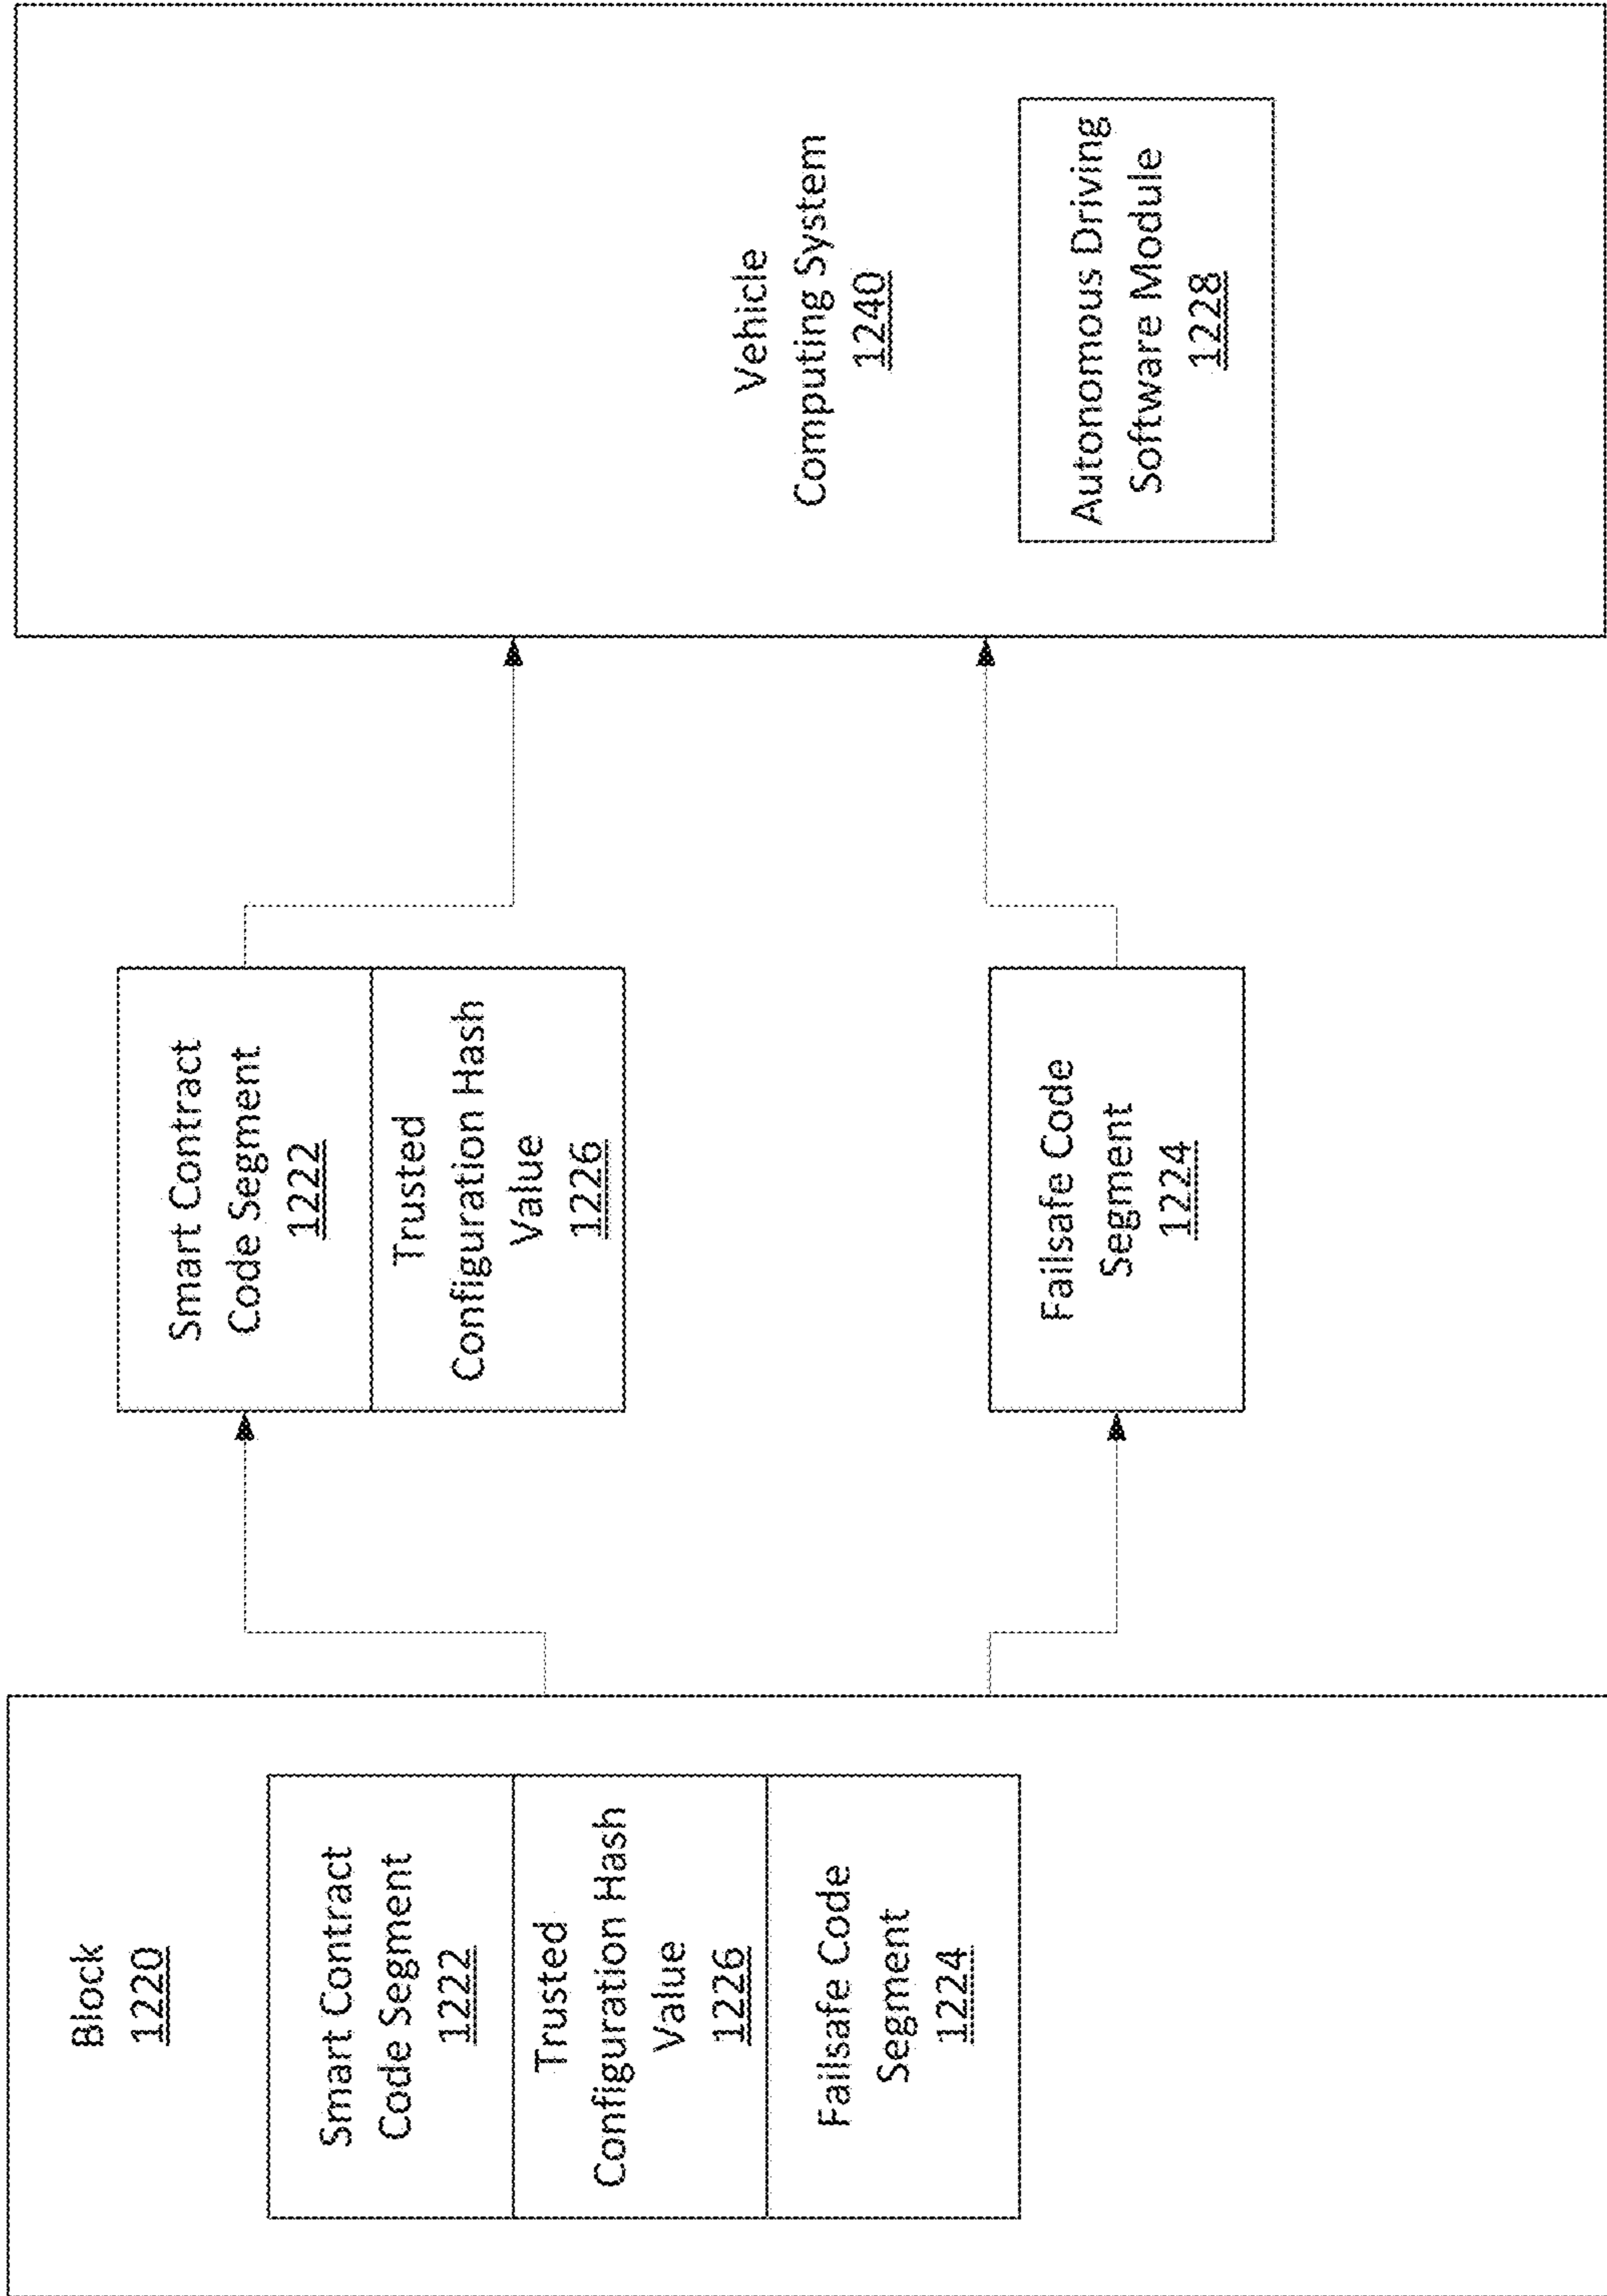 Block
1220
Smart Contract
Code Segment
1222
Trusted
Configuration Hash
Value
1226
Failsafe Code
Segment
1224
Smart Contract
Code Segment
1222
Trusted
Configuration Hash
Value
1226
Failsafe Code
Segment
1224
Vehicle
Computing System
1240
Autonomous Driving
Software Module
1228